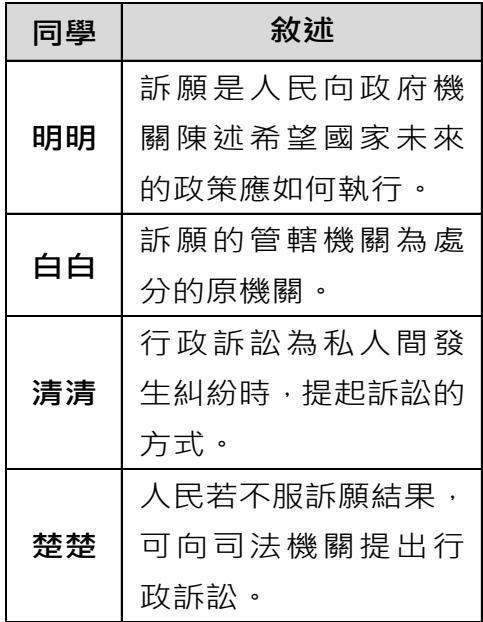 同學 敘述
明明
訴願是人民向政府機
關陳述希望國家未來
的政策應如何執行。
白白
訴願的管轄機關為處
分的原機關。
清清
行政訴訟為私人間發
生糾紛時，提起訴訟的
方式。
楚楚
人民若不服訴願結果，
可向司法機關提出行
政訴訟。